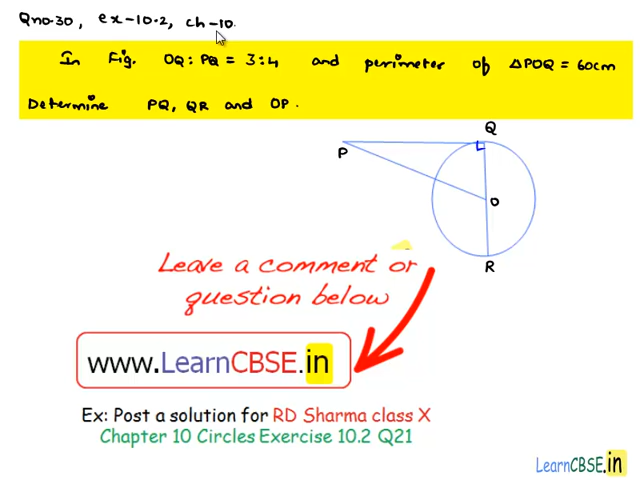 Qno-30, ex-10.2, ch-10.
In Fig. OQ:PQ = 3:4 and perimeter of ΔPOQ = 60cm
Determine PQ, QR and OP.
Q
P
O
R
Leave a comment or
question below
www.LearnCBSE.in
Ex: Post a solution for RD Sharma class X
Chapter 10 Circles Exercise 10.2 Q21
LearnCBSE.in